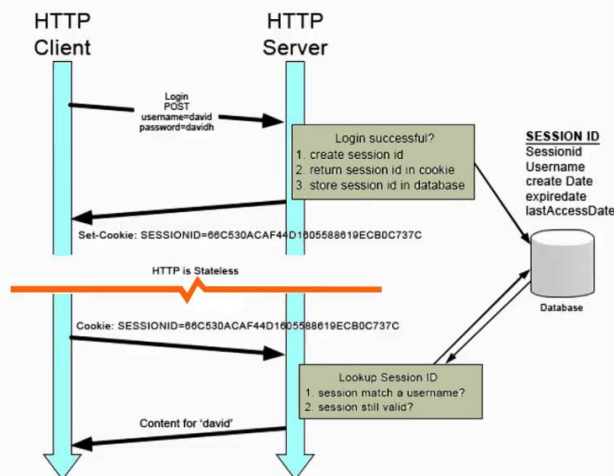 HTTP
Client
HTTP
Server
Login
POST
username=david
password=davidh
Login successful?
1. create session id
2. return session id in cookie
3. store session id in database
SESSION ID
Sessionid
Username
create Date
expiredate
lastAccessDate
Set-Cookie: SESSIONID=66C530ACAF44D1605588619ECB0C737C
HTTP is Stateless
Database
Cookie: SESSIONID=66C530ACAF44D1605588619ECB0C737C
Lookup Session ID
1. session match a username?
2. session still valid?
Content for 'david'